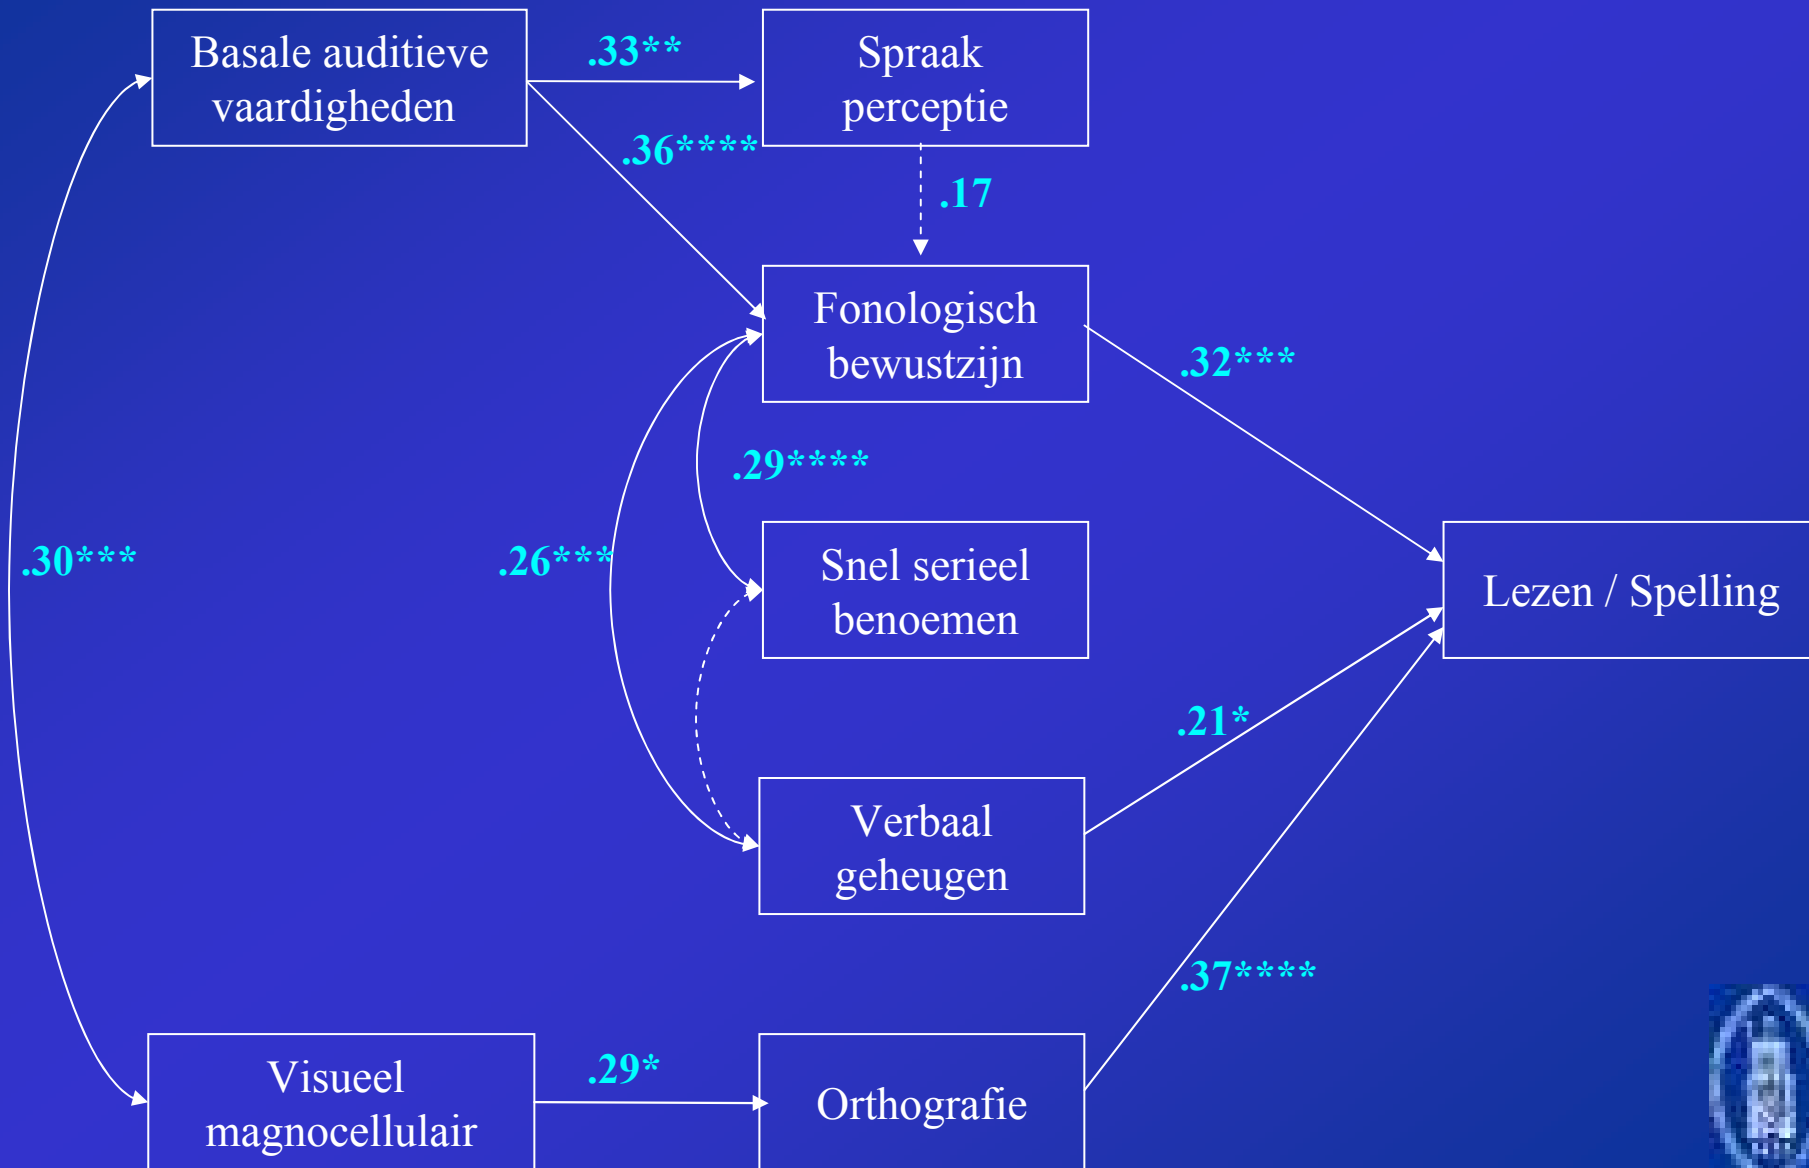 Basale auditieve
vaardigheden
.33**
Spraak
perceptie
.36****
.17
Fonologisch
bewustzijn
.32***
.29****
.30***
.26***
Snel serieel
benoemen
Lezen / Spelling
.21*
Verbaal
geheugen
.37****
Visueel
magnocellulair
.29*
Orthografie